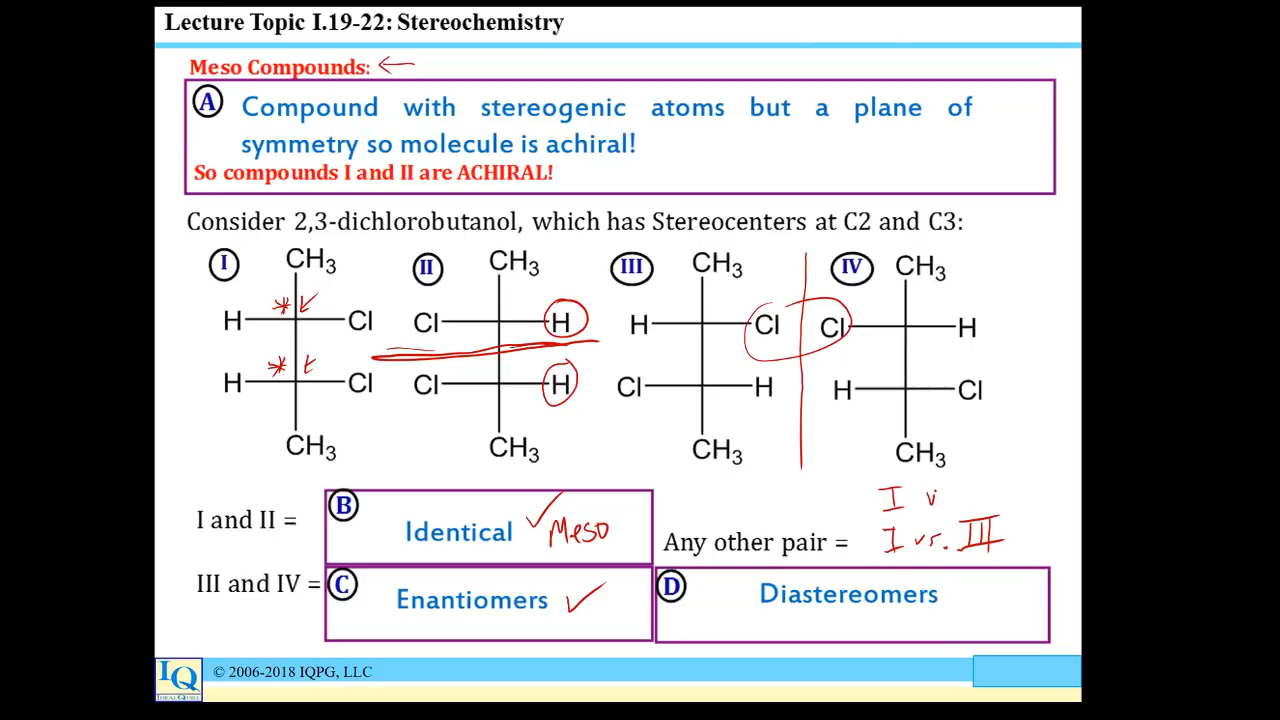 Lecture Topic I.19-22: Stereochemistry
Meso Compounds:
A
Compound with stereogenic atoms but a plane of
symmetry so molecule is achiral!
So compounds I and II are ACHIRAL!
Consider 2,3-dichlorobutanol, which has Stereocenters at C2 and C3:
I CH3 II CH3 III CH3 IV CH3
H Cl Cl H H Cl Cl H
H Cl Cl H Cl H H Cl
CH3 CH3 CH3 CH3
I and II =
B
Identical Meso
I v
Any other pair = I vs. III
III and IV =
C
Enantiomers
D
Diastereomers
IQ
© 2006-2018 IQPG, LLC